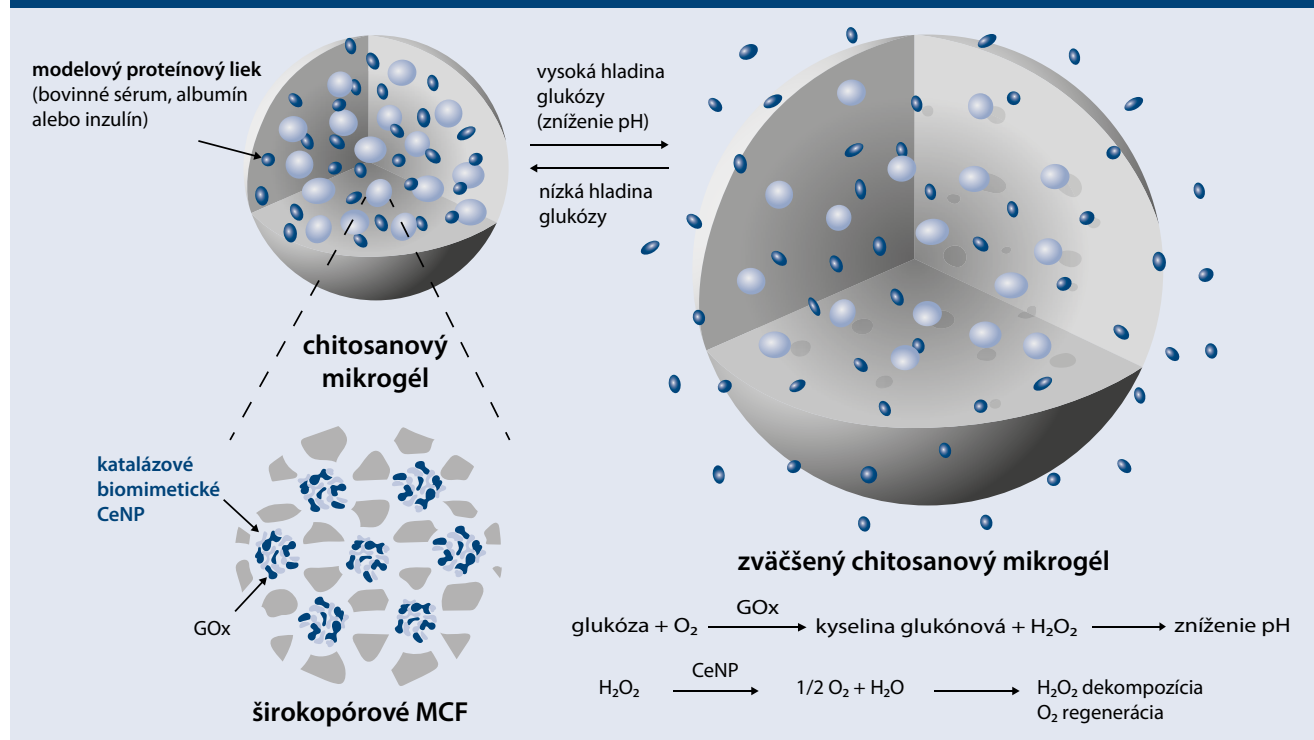 modelový proteínový liek
(bovinné sérum, albumín
alebo inzulín)
vysoká hladina
glukózy
(zníženie pH)
nízká hladina
glukózy
chitosanový
mikrogél
katalázové
biomimetické
CeNP
GOx
širokopórové MCF
zväčšený chitosanový mikrogél
glukóza + O₂ GOx kyselina glukónová + H₂O₂ zníženie pH
H₂O₂ CeNP 1/2 O₂ + H₂O H₂O₂ dekompozícia
O₂ regenerácia